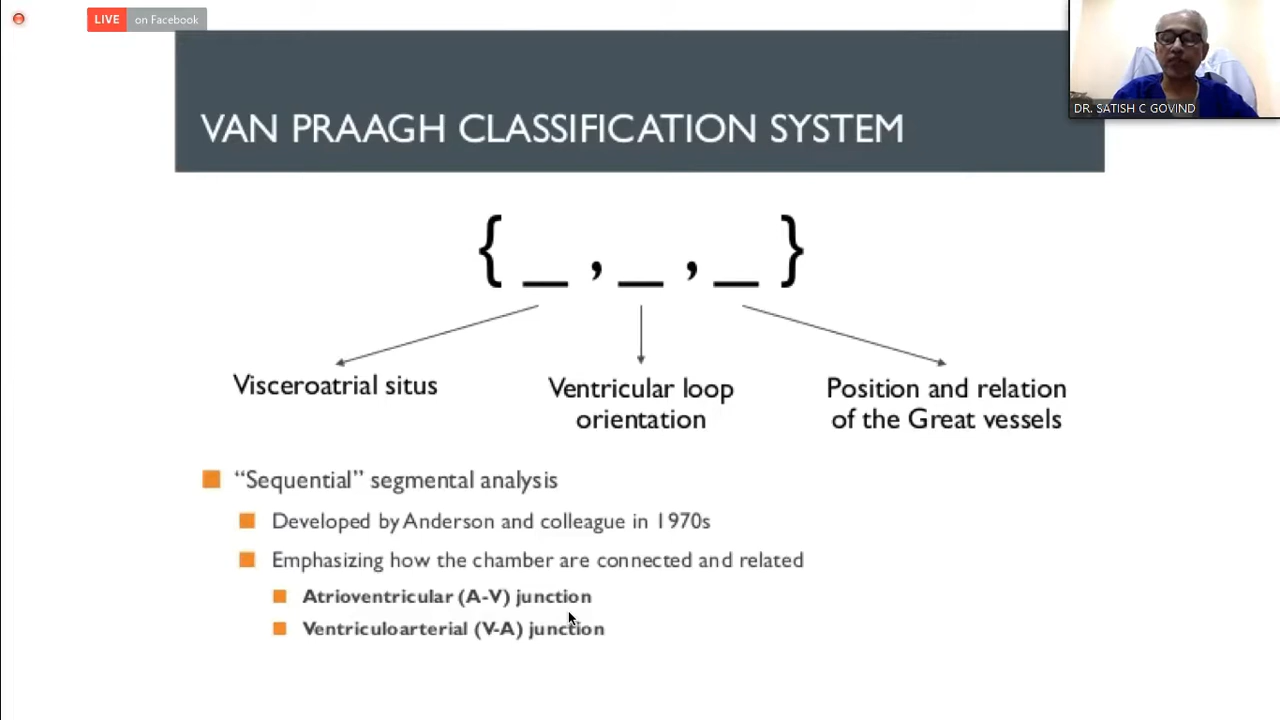 LIVE on Facebook
DR. SATISH C GOVIND
VAN PRAAGH CLASSIFICATION SYSTEM
{ _ , _ , _ }
Visceroatrial situs
Ventricular loop
orientation
Position and relation
of the Great vessels
“Sequential” segmental analysis
Developed by Anderson and colleague in 1970s
Emphasizing how the chamber are connected and related
Atrioventricular (A-V) junction
Ventriculoarterial (V-A) junction